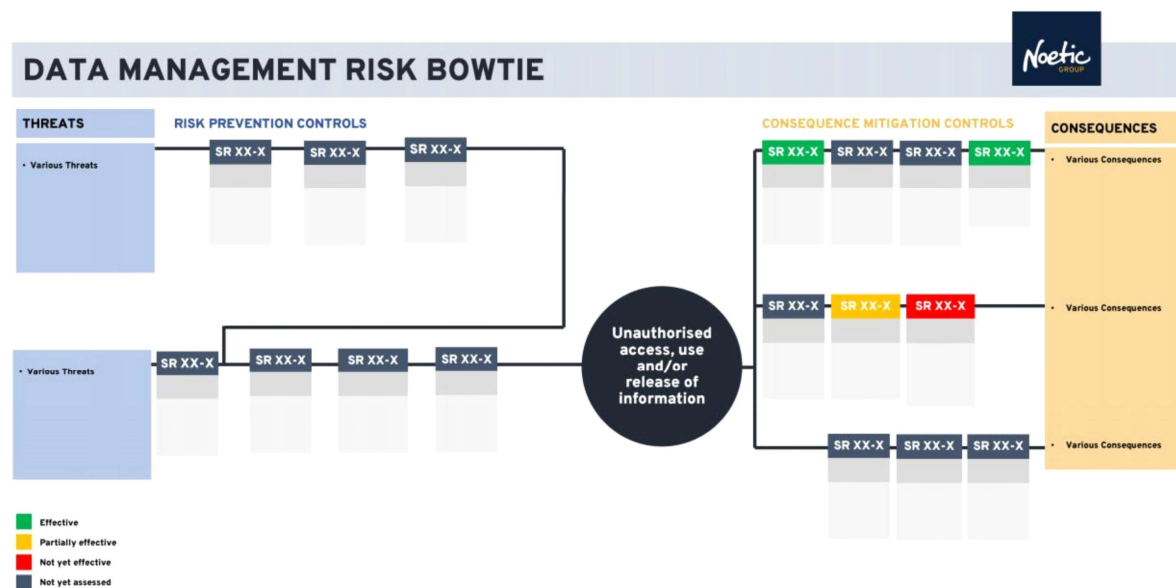 Noetic
GROUP
DATA MANAGEMENT RISK BOWTIE
THREATS
RISK PREVENTION CONTROLS
CONSEQUENCE MITIGATION CONTROLS
CONSEQUENCES
• Various Threats
SR XX-X
SR XX-X
SR XX-X
SR XX-X
SR XX-X
SR XX-X
SR XX-X
• Various Consequences
• Various Threats
SR XX-X
SR XX-X
SR XX-X
SR XX-X
Unauthorised
access, use
and/or
release of
information
SR XX-X
SR XX-X
SR XX-X
• Various Consequences
SR XX-X
SR XX-X
SR XX-X
• Various Consequences
Effective
Partially effective
Not yet effective
Not yet assessed